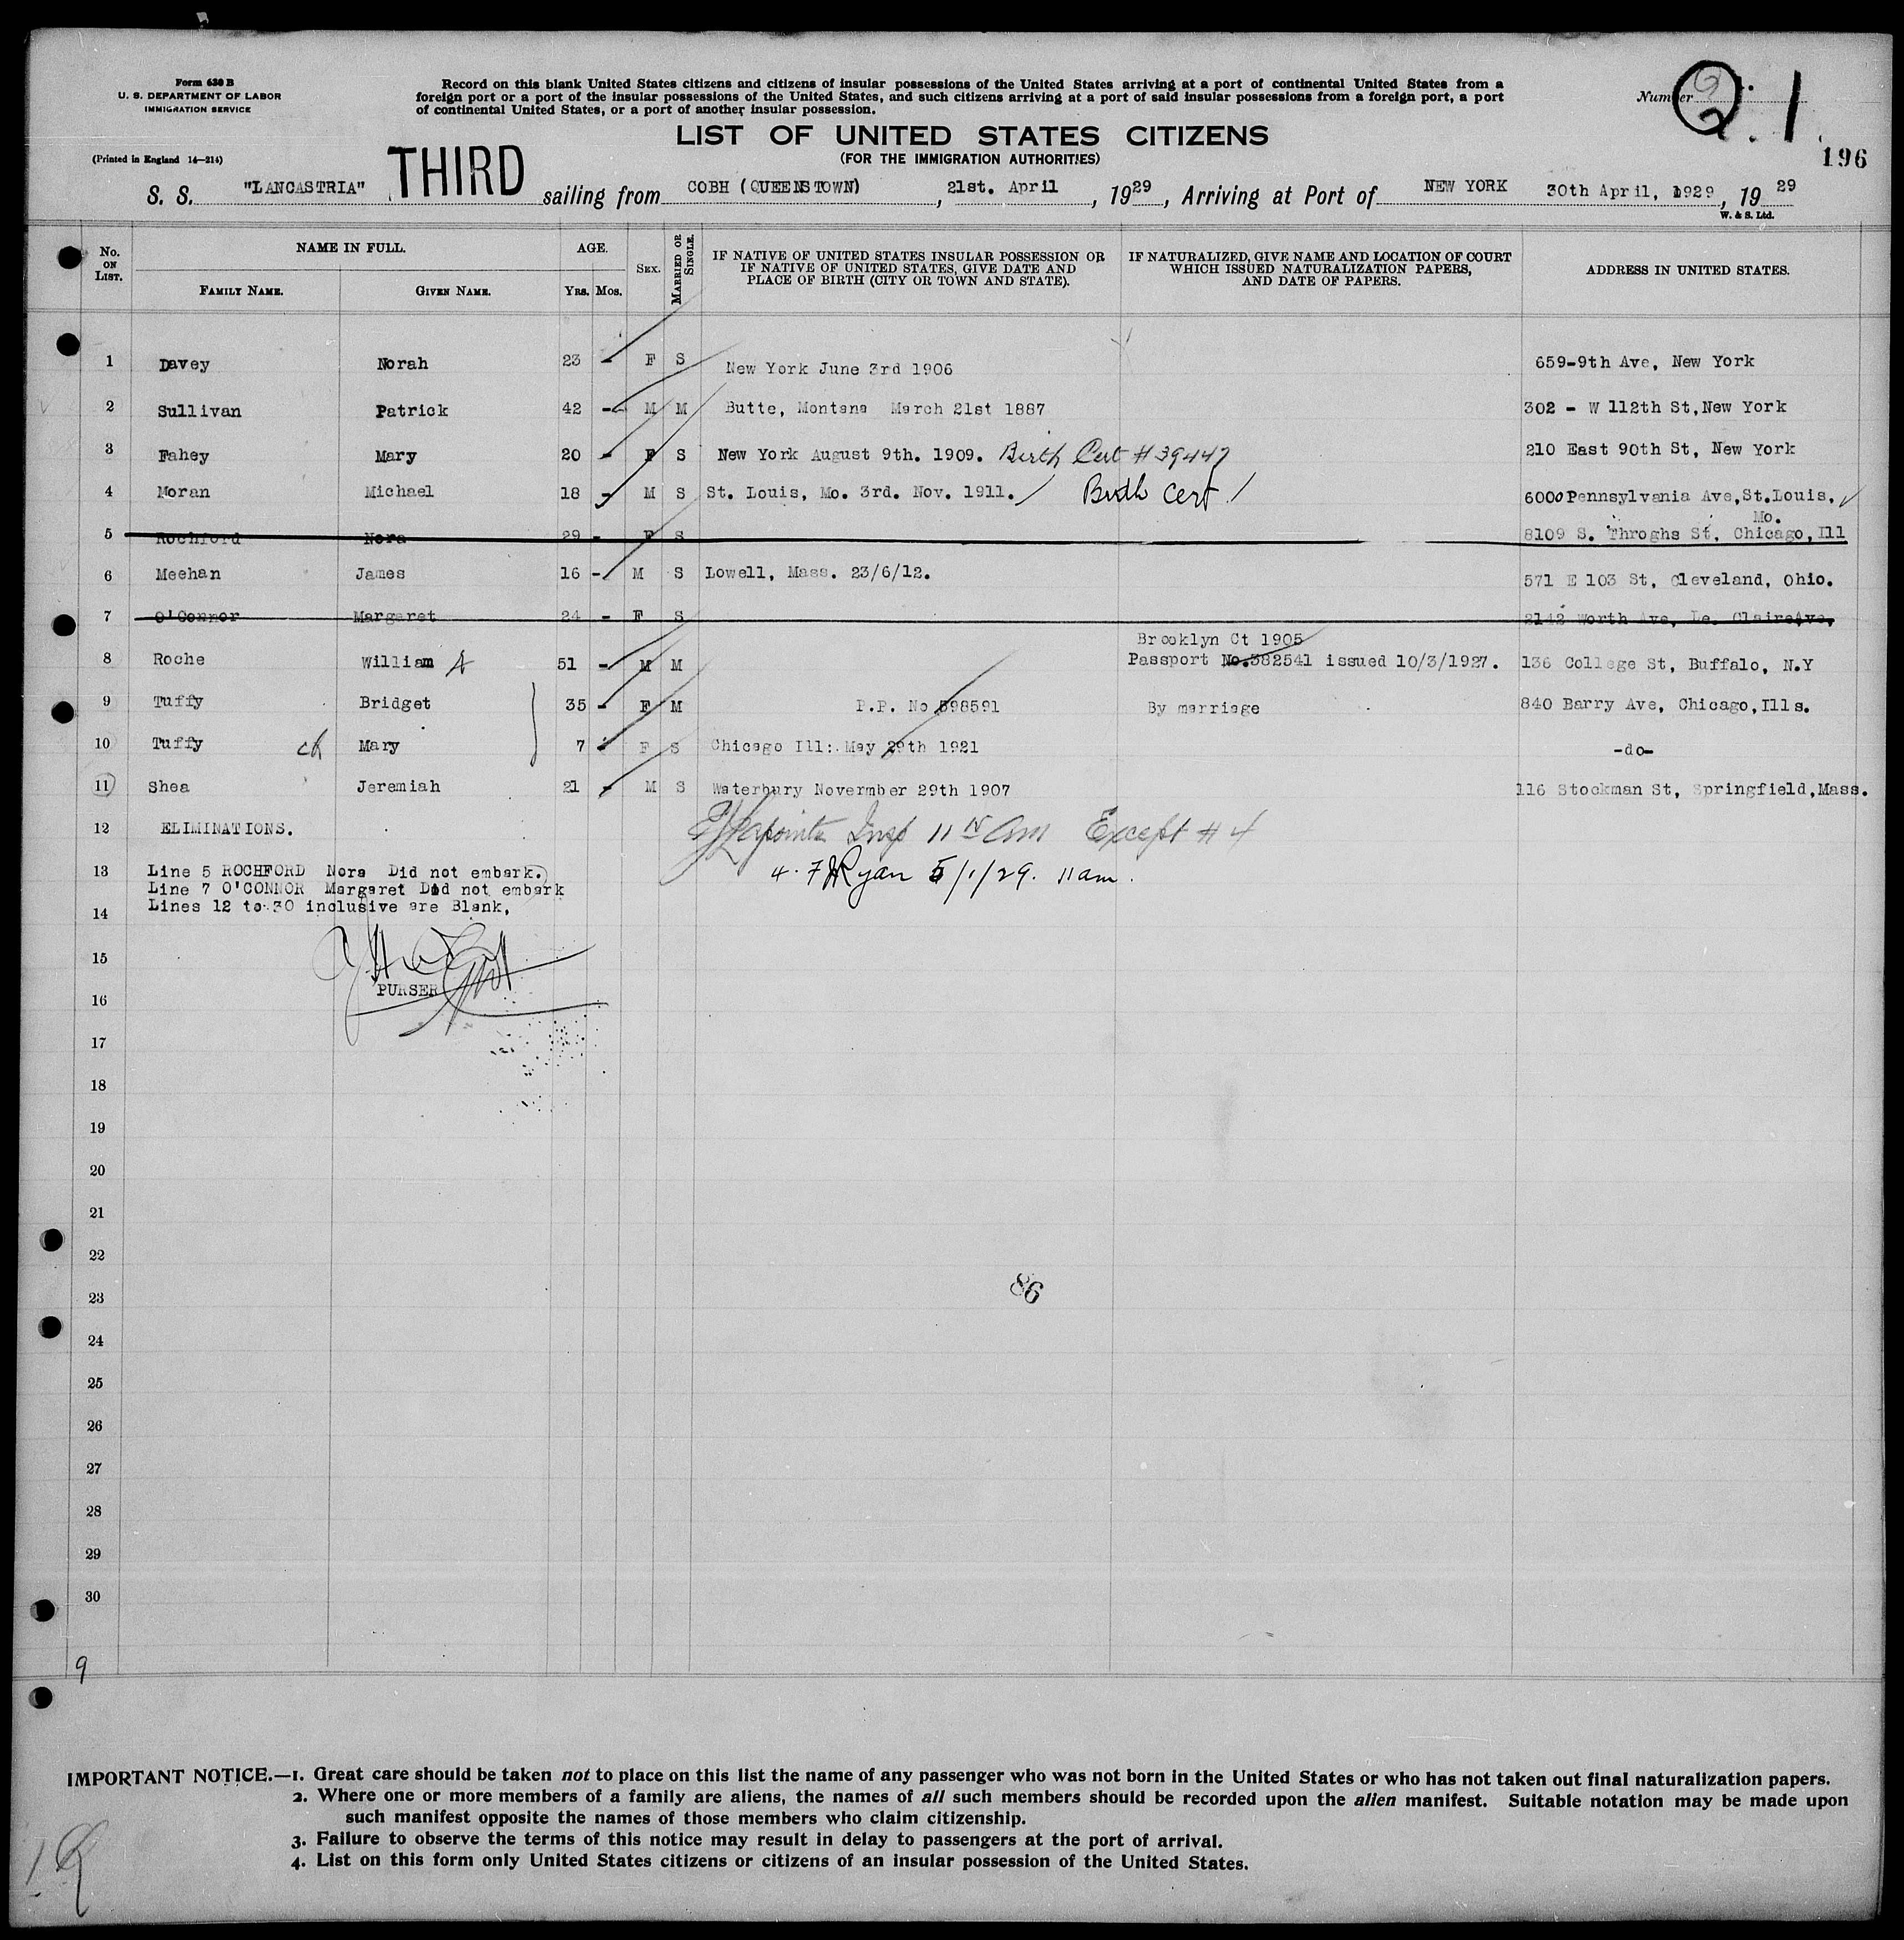 Form 630 B
U. S. DEPARTMENT OF LABOR
IMMIGRATION SERVICE
(Printed in England 14—214)
Record on this blank United States citizens and citizens of insular possessions of the United States arriving at a port of continental United States from a
foreign port or a port of the insular possessions of the United States, and such citizens arriving at a port of said insular possessions from a foreign port, a port
of continental United States, or a port of another insular possession.
Number
2. 1
196
LIST OF UNITED STATES CITIZENS
(FOR THE IMMIGRATION AUTHORITIES)
S. S. "LANCASTRIA" THIRD sailing from COBH (QUEENSTOWN), 21st. April, 1929, Arriving at Port of NEW YORK 30th April, 1929, 19 29
W. & S. Ltd.
No. ON LIST. NAME IN FULL. AGE. SEX. MARRIED OR SINGLE. IF NATIVE OF UNITED STATES INSULAR POSSESSION OR IF NATIVE OF UNITED STATES, GIVE DATE AND PLACE OF BIRTH (CITY OR TOWN AND STATE). IF NATURALIZED, GIVE NAME AND LOCATION OF COURT WHICH ISSUED NATURALIZATION PAPERS, AND DATE OF PAPERS. ADDRESS IN UNITED STATES.
FAMILY NAME. GIVEN NAME. YRS. MOS.
1 Davey Norah 23 - F S New York June 3rd 1906 659-9th Ave, New York
2 Sullivan Patrick 42 - M M Butte, Montana March 21st 1887 302 - W 112th St, New York
3 Fahey Mary 20 - F S New York August 9th. 1909. Birth Cert # 39447 210 East 90th St, New York
4 Moran Michael 18 - M S St. Louis, Mo. 3rd. Nov. 1911. / Birth Cert / 6000 Pennsylvania Ave, St. Louis,
Mo.
5 Rochford Nora 29 - F S 8109 S. Throghs St, Chicago, Ill
6 Meehan James 16 - M S Lowell, Mass. 23/6/12. 571 E 103 St, Cleveland, Ohio.
7 O'Connor Margaret 24 - F S 2142 Worth Ave, Le. Claire Ave,
Brooklyn Ct 1905
8 Roche William 51 - M M Passport No. 382541 issued 10/3/1927. 136 College St, Buffalo, N.Y
9 Tuffy Bridget 35 - F M P.P. No 598591 By marriage 840 Barry Ave, Chicago, Ills.
10 Tuffy ck Mary 7 - F S Chicago Ill: May 29th 1921 -do-
11 Shea Jeremiah 21 - M S Waterbury Novermber 29th 1907 116 Stockman St, Springfield, Mass.
12 ELIMINATIONS. Lapointe Insp 11 15 Am Except # 4
13 Line 5 ROCHFORD Nora Did not embark. 4. F J Ryan 5/1/29. 11 am.
Line 7 O'CONNOR Margaret Did not embark
14 Lines 12 to 30 inclusive are Blank,
15
PURSER
16
17
18
19
20
21
22
86
23
24
25
26
27
28
29
30
9
IMPORTANT NOTICE.—1. Great care should be taken not to place on this list the name of any passenger who was not born in the United States or who has not taken out final naturalization papers.
2. Where one or more members of a family are aliens, the names of all such members should be recorded upon the alien manifest. Suitable notation may be made upon
such manifest opposite the names of those members who claim citizenship.
3. Failure to observe the terms of this notice may result in delay to passengers at the port of arrival.
4. List on this form only United States citizens or citizens of an insular possession of the United States.